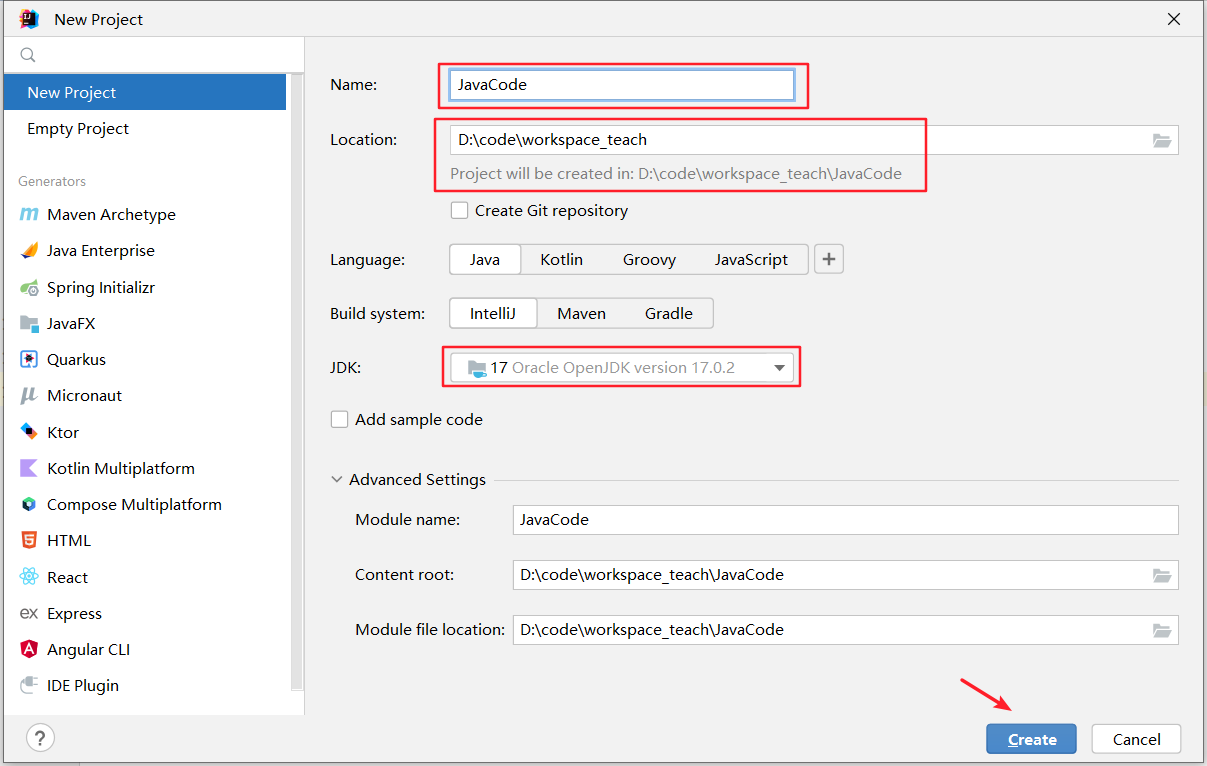 New Project
New Project
Empty Project
Generators
Maven Archetype
Java Enterprise
Spring Initializr
JavaFX
Quarkus
Micronaut
Ktor
Kotlin Multiplatform
Compose Multiplatform
HTML
React
ex Express
Angular CLI
IDE Plugin
Name: JavaCode
Location: D:\code\workspace_teach
Project will be created in: D:\code\workspace_teach\JavaCode
Create Git repository
Language: Java Kotlin Groovy JavaScript +
Build system: IntelliJ Maven Gradle
JDK: 17 Oracle OpenJDK version 17.0.2
Add sample code
Advanced Settings
Module name: JavaCode
Content root: D:\code\workspace_teach\JavaCode
Module file location: D:\code\workspace_teach\JavaCode
? Create Cancel